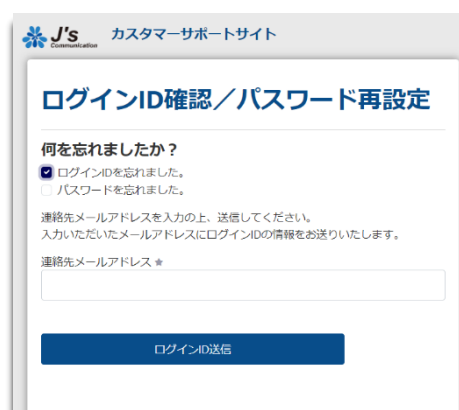 J's
Communication
カスタマーサポートサイト
ログインID確認／パスワード再設定
何を忘れましたか？
ログインIDを忘れました。
パスワードを忘れました。
連絡先メールアドレスを入力の上、送信してください。
入力いただいたメールアドレスにログインIDの情報をお送りいたします。
連絡先メールアドレス ★
ログインID送信